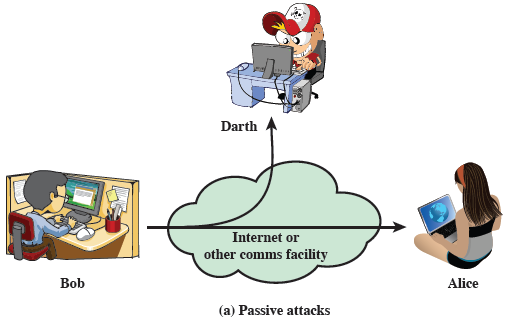 Darth
Internet or
other comms facility
Bob
Alice
(a) Passive attacks